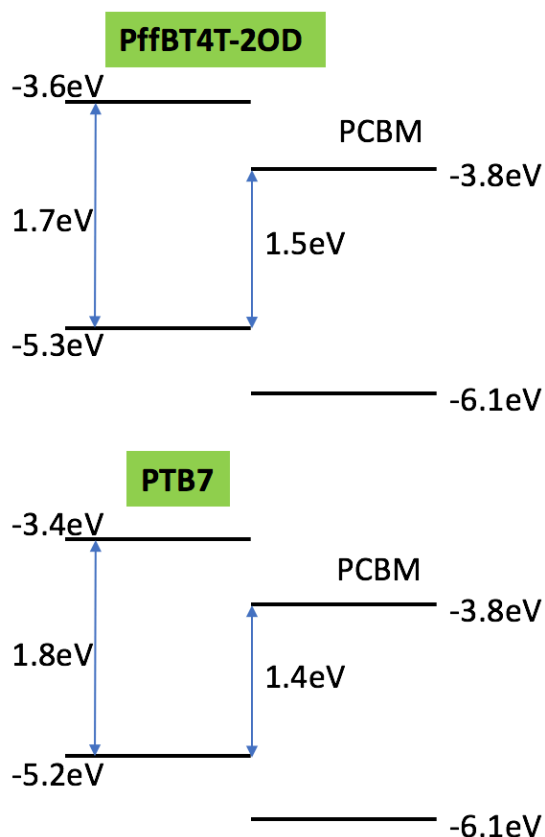 PffBT4T-2OD
-3.6eV
PCBM
-3.8eV
1.7eV
1.5eV
-5.3eV
-6.1eV
PTB7
-3.4eV
PCBM
-3.8eV
1.8eV
1.4eV
-5.2eV
-6.1eV